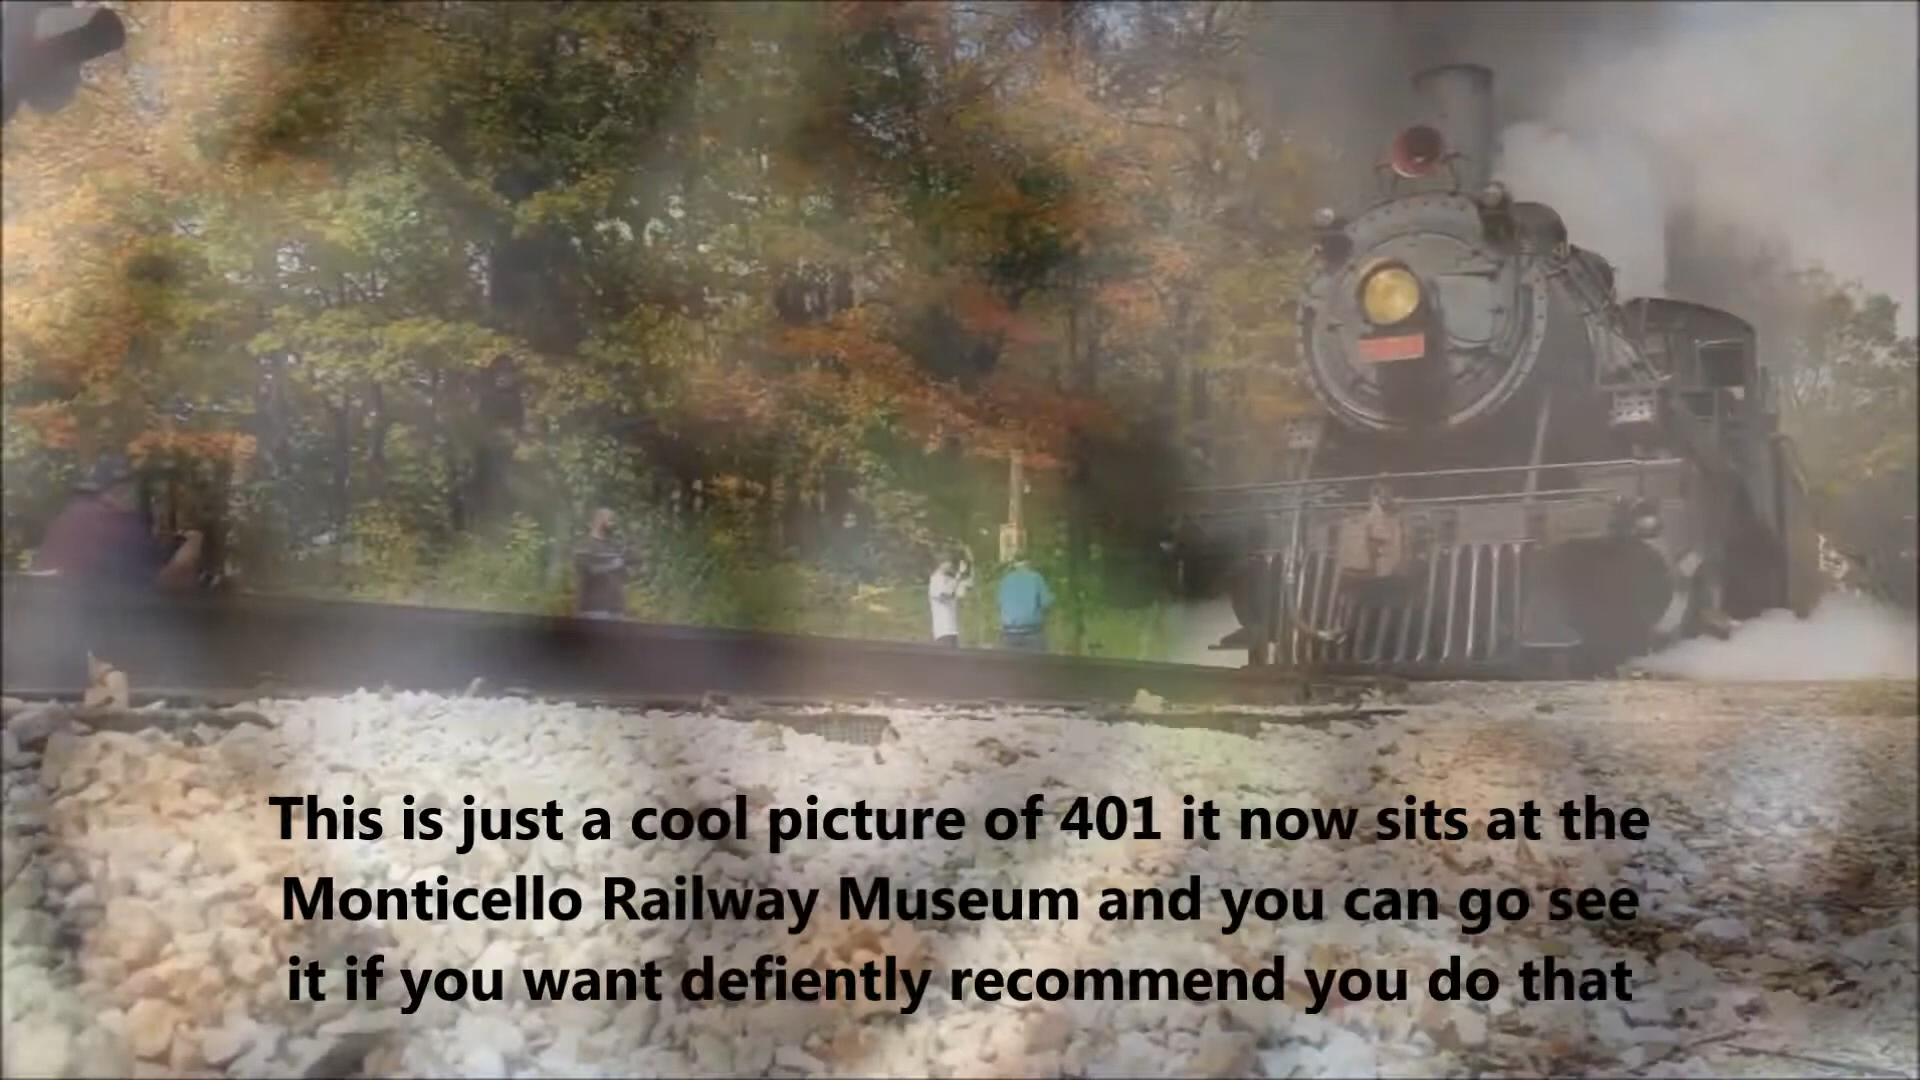 This is just a cool picture of 401 it now sits at the
Monticello Railway Museum and you can go see
it if you want defiently recommend you do that